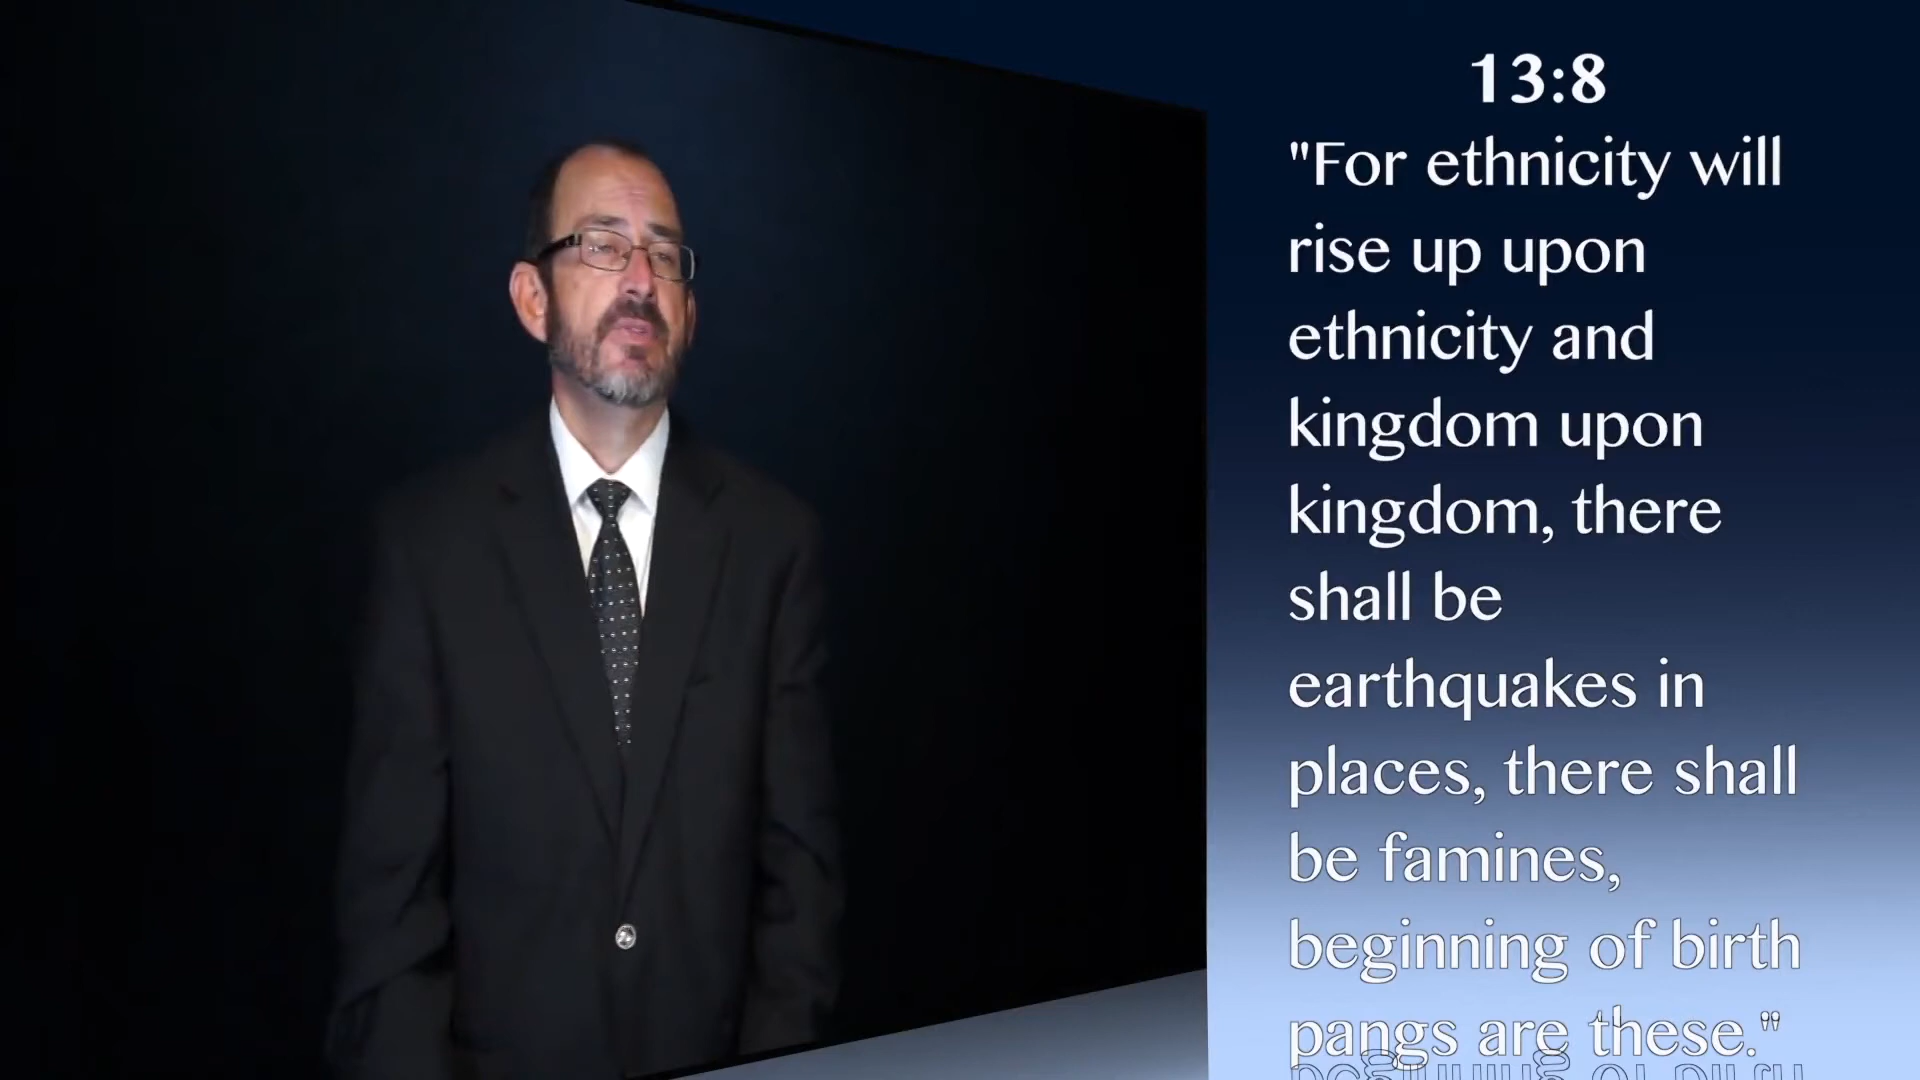 13:8
"For ethnicity will
rise up upon
ethnicity and
kingdom upon
kingdom, there
shall be
earthquakes in
places, there shall
be famines,
beginning of birth
pangs are these."